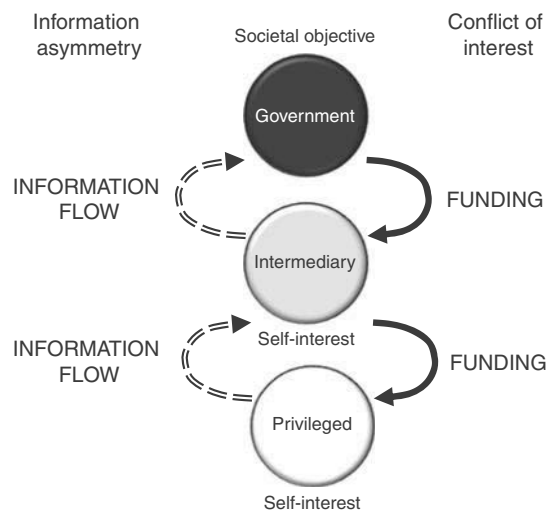 Information
asymmetry
Societal objective
Conflict of
interest
Government
INFORMATION
FLOW
FUNDING
Intermediary
Self-interest
INFORMATION
FLOW
FUNDING
Privileged
Self-interest